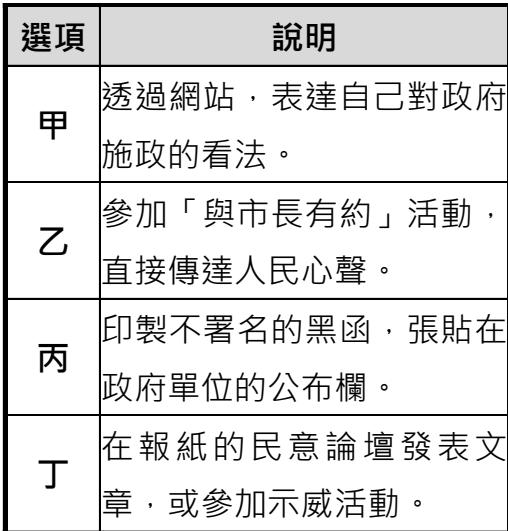 選項 說明
甲 透過網站，表達自己對政府
施政的看法。
乙 參加「與市長有約」活動，
直接傳達人民心聲。
丙 印製不署名的黑函，張貼在
政府單位的公布欄。
丁 在報紙的民意論壇發表文
章，或參加示威活動。